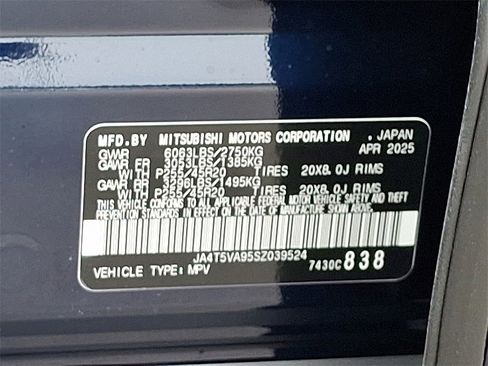 MFD.BY MITSUBISHI MOTORS CORPORATION . JAPAN
APR 2025
GVWR 6063LBS/2750KG
GAWR FR 3053LBS/1385KG
WITH P255/45R20 TIRES 20X8.0J RIMS
GAWR RR 3296LBS/1495KG
WITH P255/45R20 TIRES 20X8.0J RIMS
THIS VEHICLE CONFORMS TO ALL APPLICABLE FEDERAL MOTOR VEHICLE SAFETY AND THEFT
PREVENTION STANDARDS IN EFFECT ON THE DATE OF MANUFACTURE SHOWN ABOVE.
JA4T5VA95SZ039524
VEHICLE TYPE: MPV 7430C 838